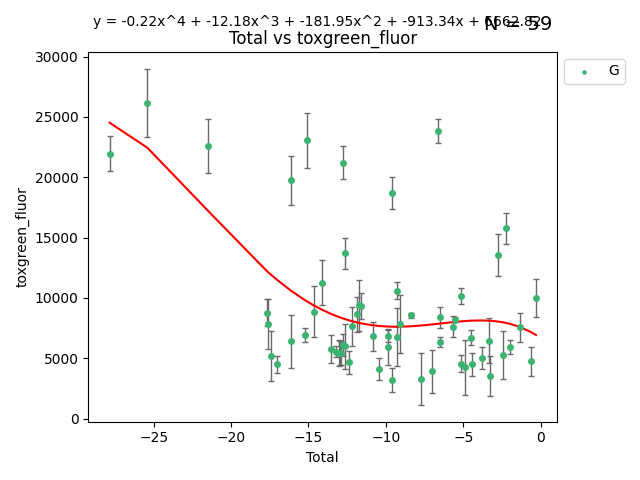 y = -0.22x^4 + -12.18x^3 + -181.95x^2 + -913.34x + 6662.82
N = 59
Total vs toxgreen_fluor
G
30000
25000
20000
15000
10000
5000
0
toxgreen_fluor
−25
−20
−15
−10
−5
0
Total